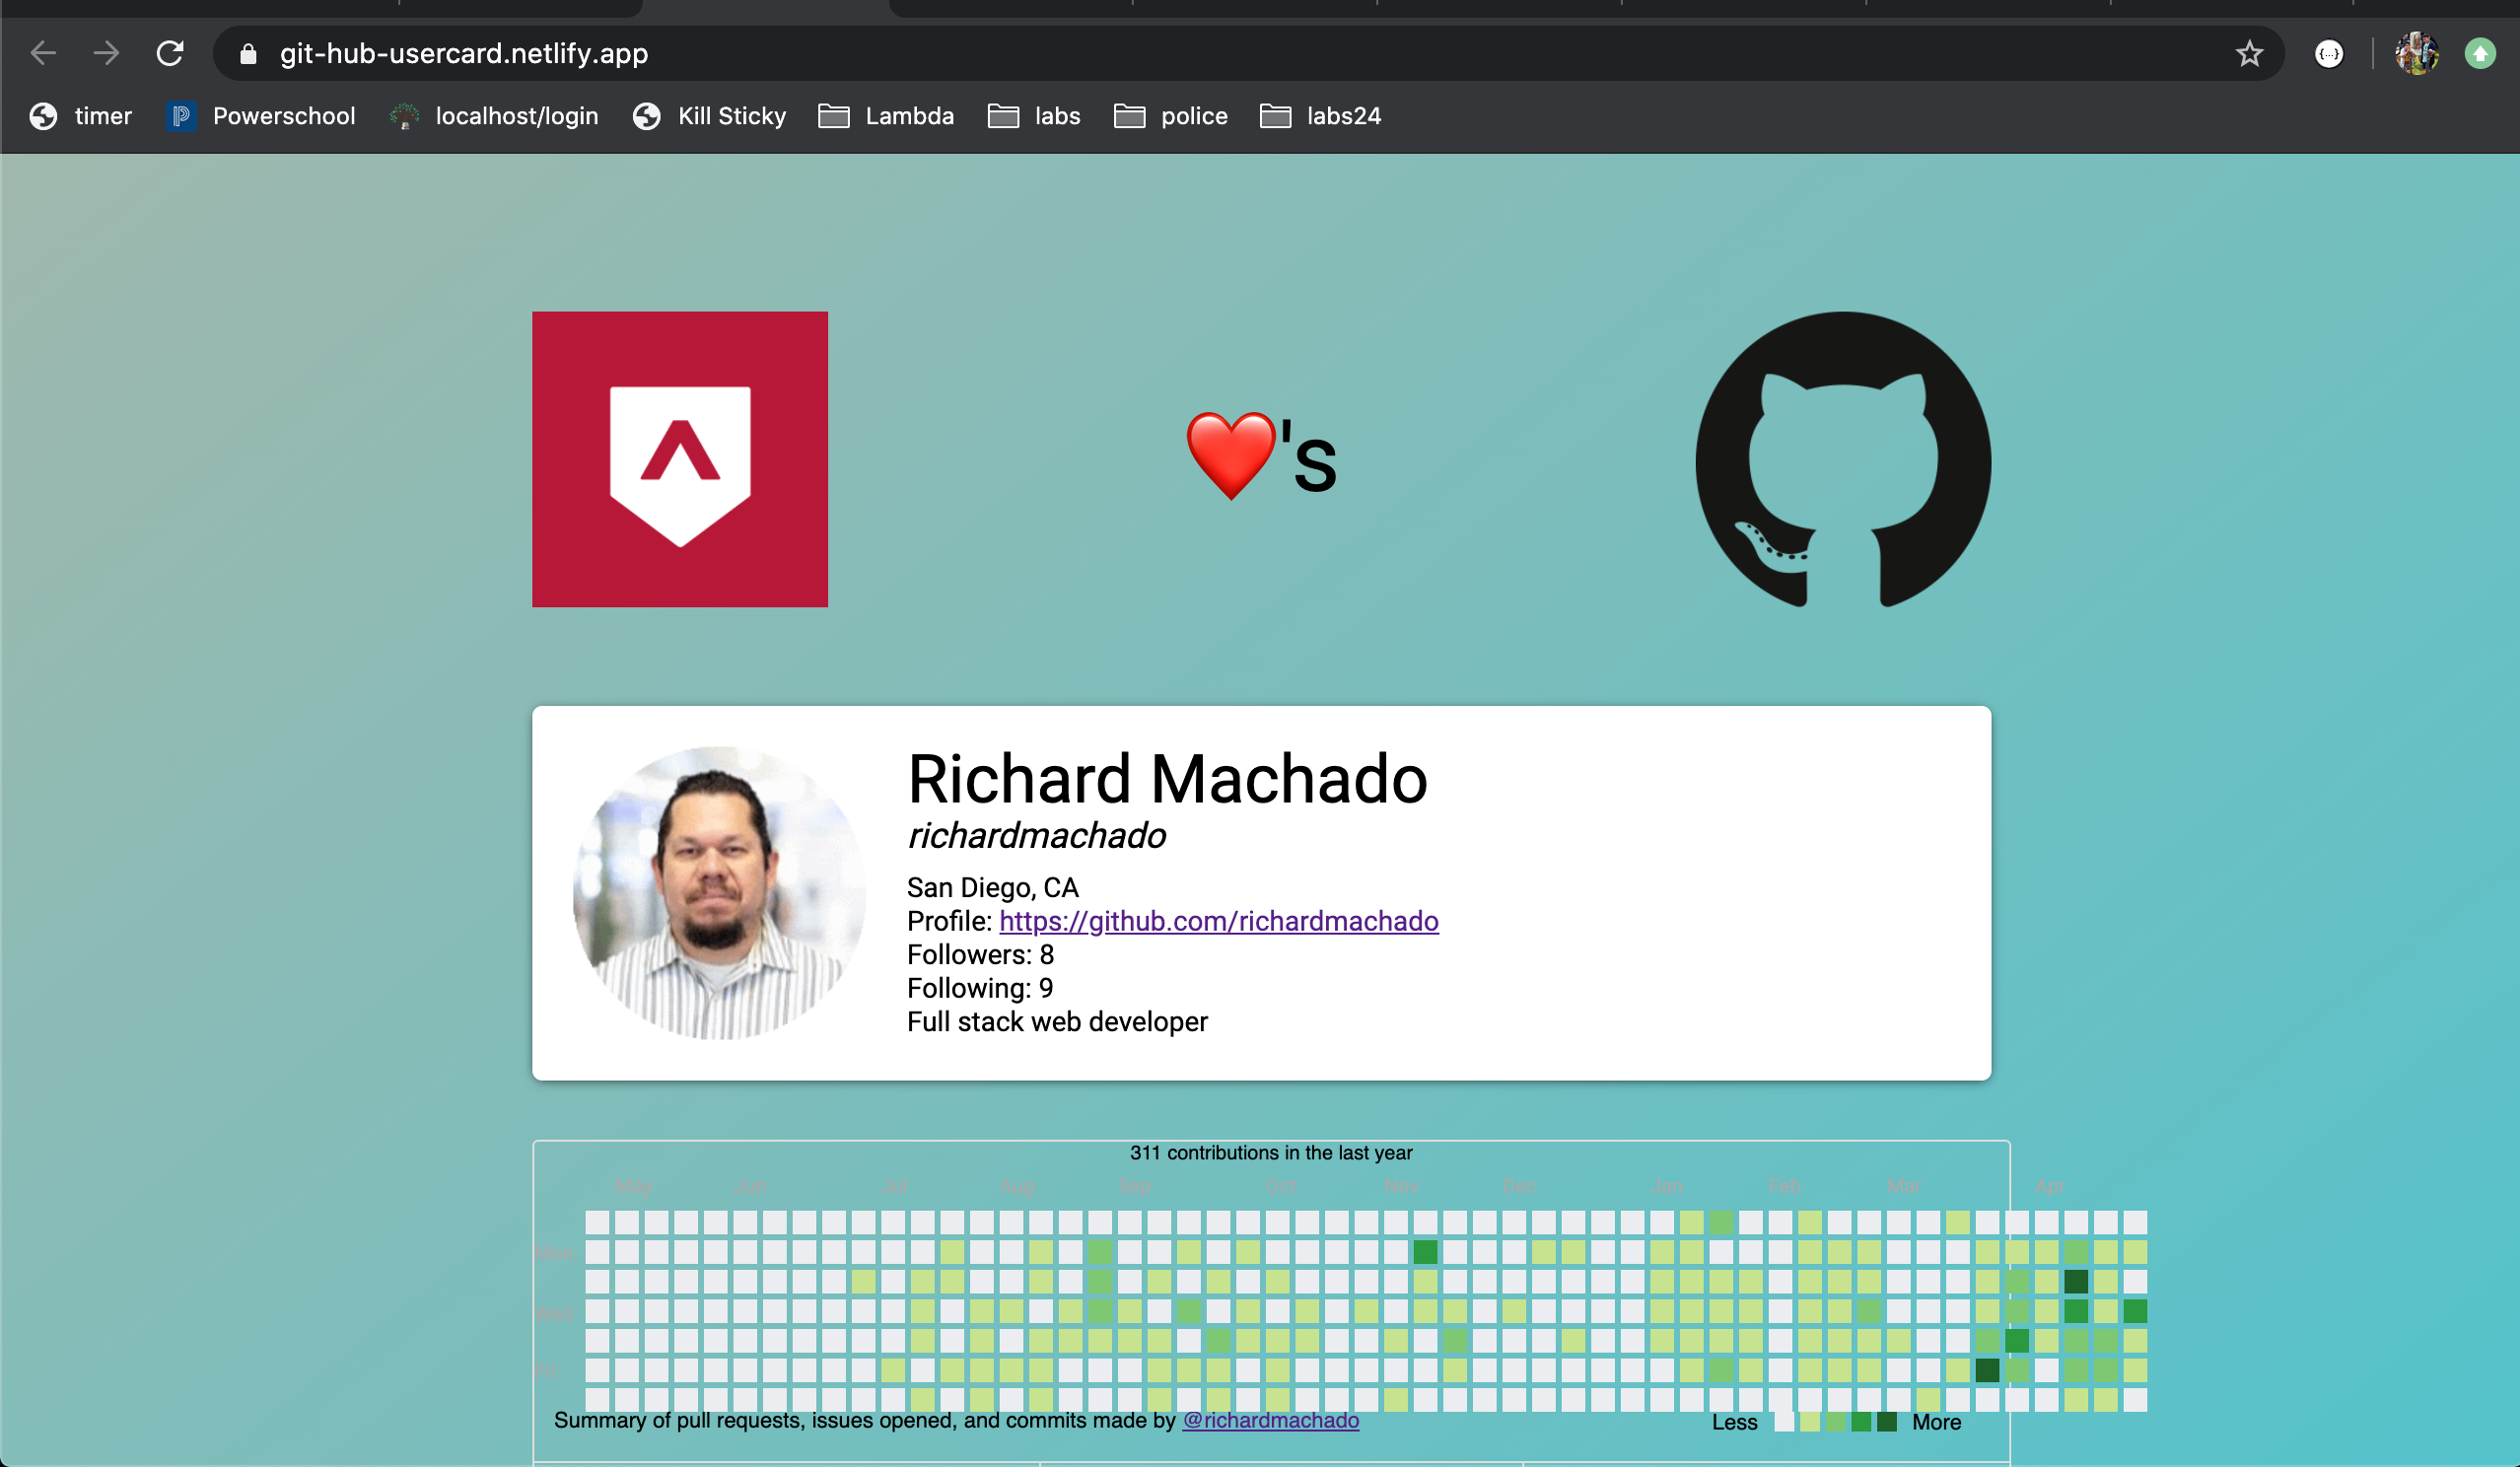 git-hub-usercard.netlify.app
timer Powerschool localhost/login Kill Sticky Lambda labs police labs24
❤️'s
Richard Machado
richardmachado
San Diego, CA
Profile: https://github.com/richardmachado
Followers: 8
Following: 9
Full stack web developer
311 contributions in the last year
May Jun Jul Aug Sep Oct Nov Dec Jan Feb Mar Apr
Mon
Wed
Fri
Summary of pull requests, issues opened, and commits made by @richardmachado Less More